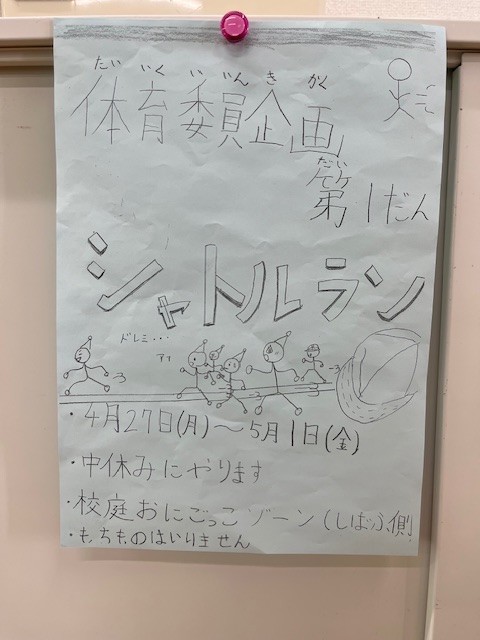 たい いく い いん き かく
体育委員企画
だい
第1だん
シャトルラン
ドレミ・・・
・4月27日(月)～5月1日(金)
・中休みにやります
・校庭おにごっこゾーン(しばふ側
・もちものはいりません